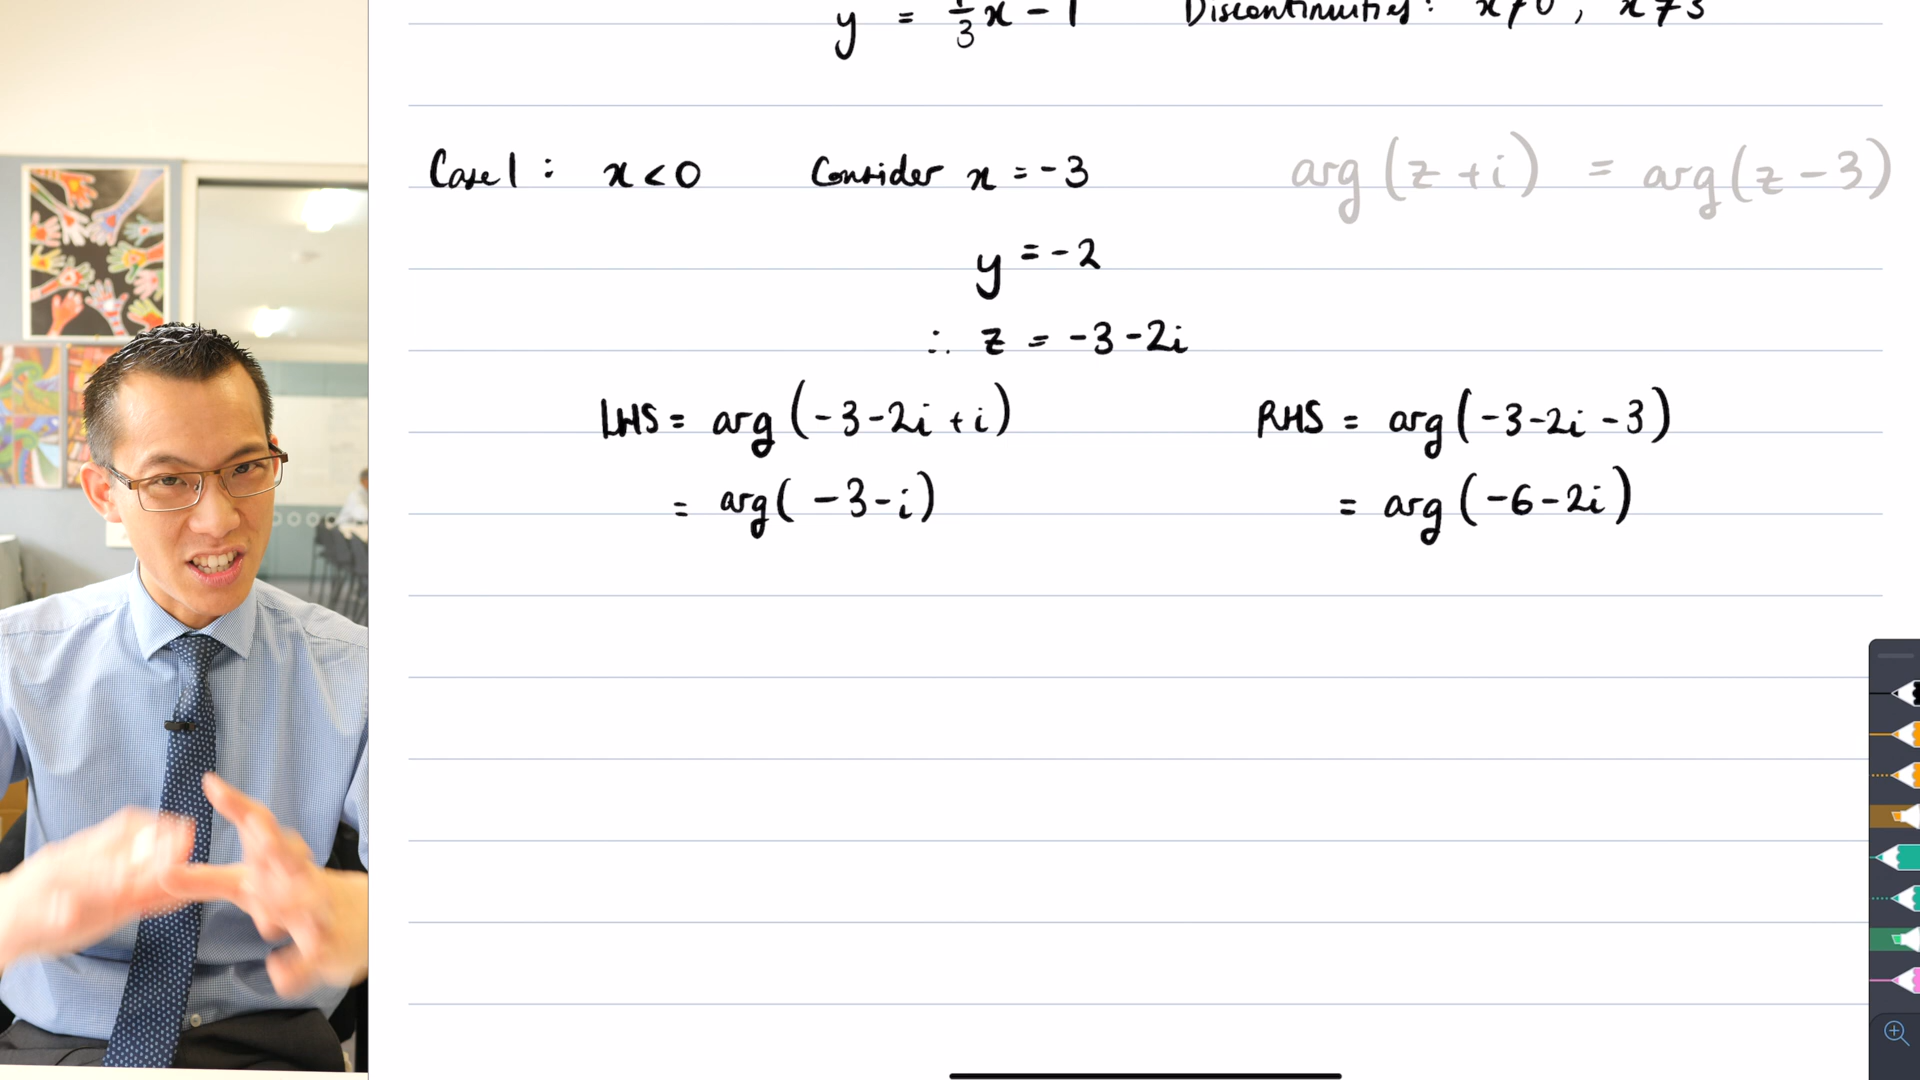 y = 1/3 x - 1 Discontinuities: x ≠ 0, x ≠ 3
Case 1: x < 0 Consider x = -3 arg(z + i) = arg(z - 3)
y = -2
∴ z = -3 - 2i
LHS = arg(-3 - 2i + i) RHS = arg(-3 - 2i - 3)
= arg(-3 - i) = arg(-6 - 2i)